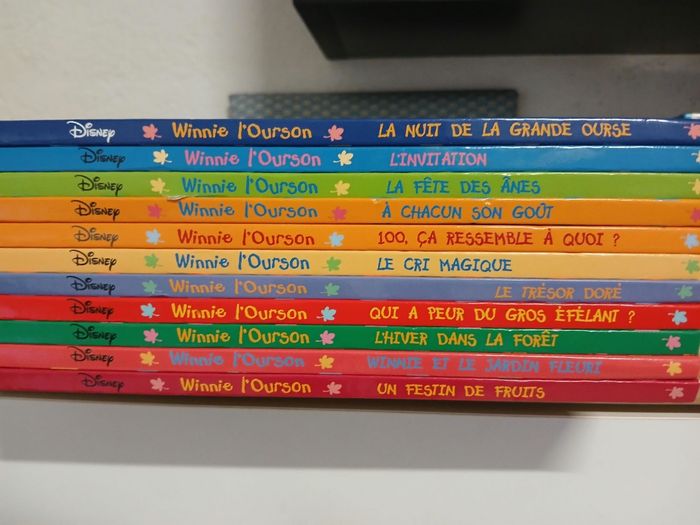 Disney Winnie l'Ourson LA NUIT DE LA GRANDE OURSE
Disney Winnie l'Ourson L'INVITATION
Disney Winnie l'Ourson LA FÊTE DES ÂNES
Disney Winnie l'Ourson À CHACUN SON GOÛT
Disney Winnie l'Ourson 100, ÇA RESSEMBLE À QUOI ?
Disney Winnie l'Ourson LE CRI MAGIQUE
Disney Winnie l'Ourson LE TRÉSOR DORÉ
Disney Winnie l'Ourson QUI A PEUR DU GROS ÉFÉLANT ?
Disney Winnie l'Ourson L'HIVER DANS LA FORÊT
Disney Winnie l'Ourson WINNIE ET LE JARDIN FLEURI
Disney Winnie l'Ourson UN FESTIN DE FRUITS